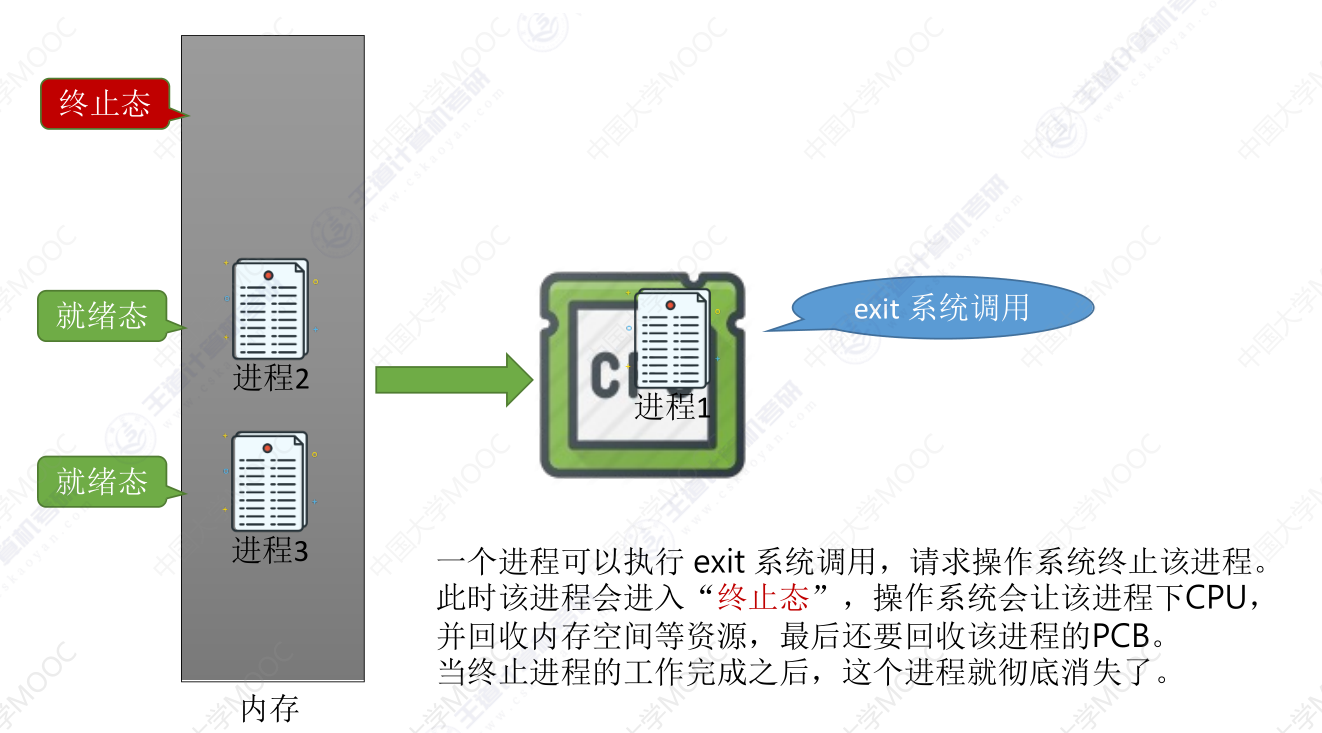 终止态
就绪态
进程2
就绪态
进程3
内存
CPU
进程1
exit 系统调用
一个进程可以执行 exit 系统调用，请求操作系统终止该进程。
此时该进程会进入“终止态”，操作系统会让该进程下CPU，
并回收内存空间等资源，最后还要回收该进程的PCB。
当终止进程的工作完成之后，这个进程就彻底消失了。
中国大学MOOC
王道计算机考研
www.cskaoyan.com